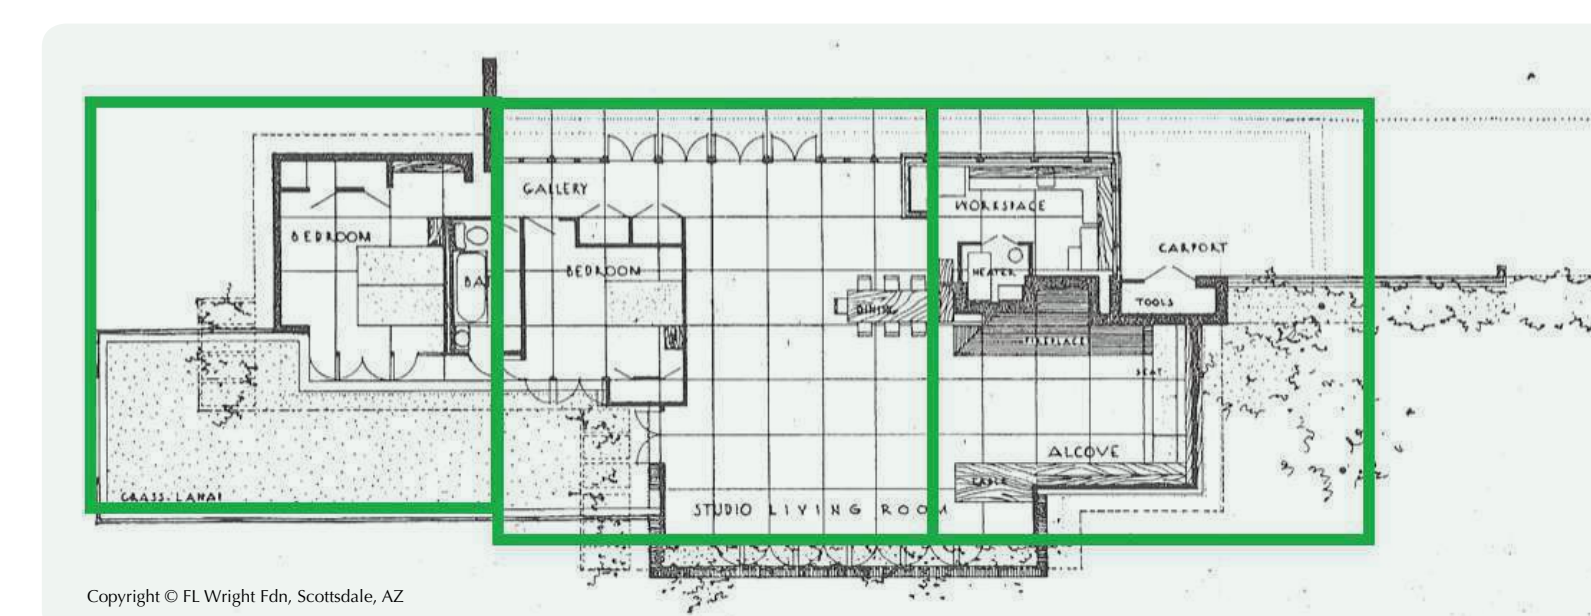 GALLERY
WORKSPACE
BEDROOM
CARPORT
BEDROOM
HEATER
BA
TOOLS
DINING
FIREPLACE
SEAT
ALCOVE
TABLE
GRASS LANAI
STUDIO LIVING ROOM
Copyright © FL Wright Fdn, Scottsdale, AZ